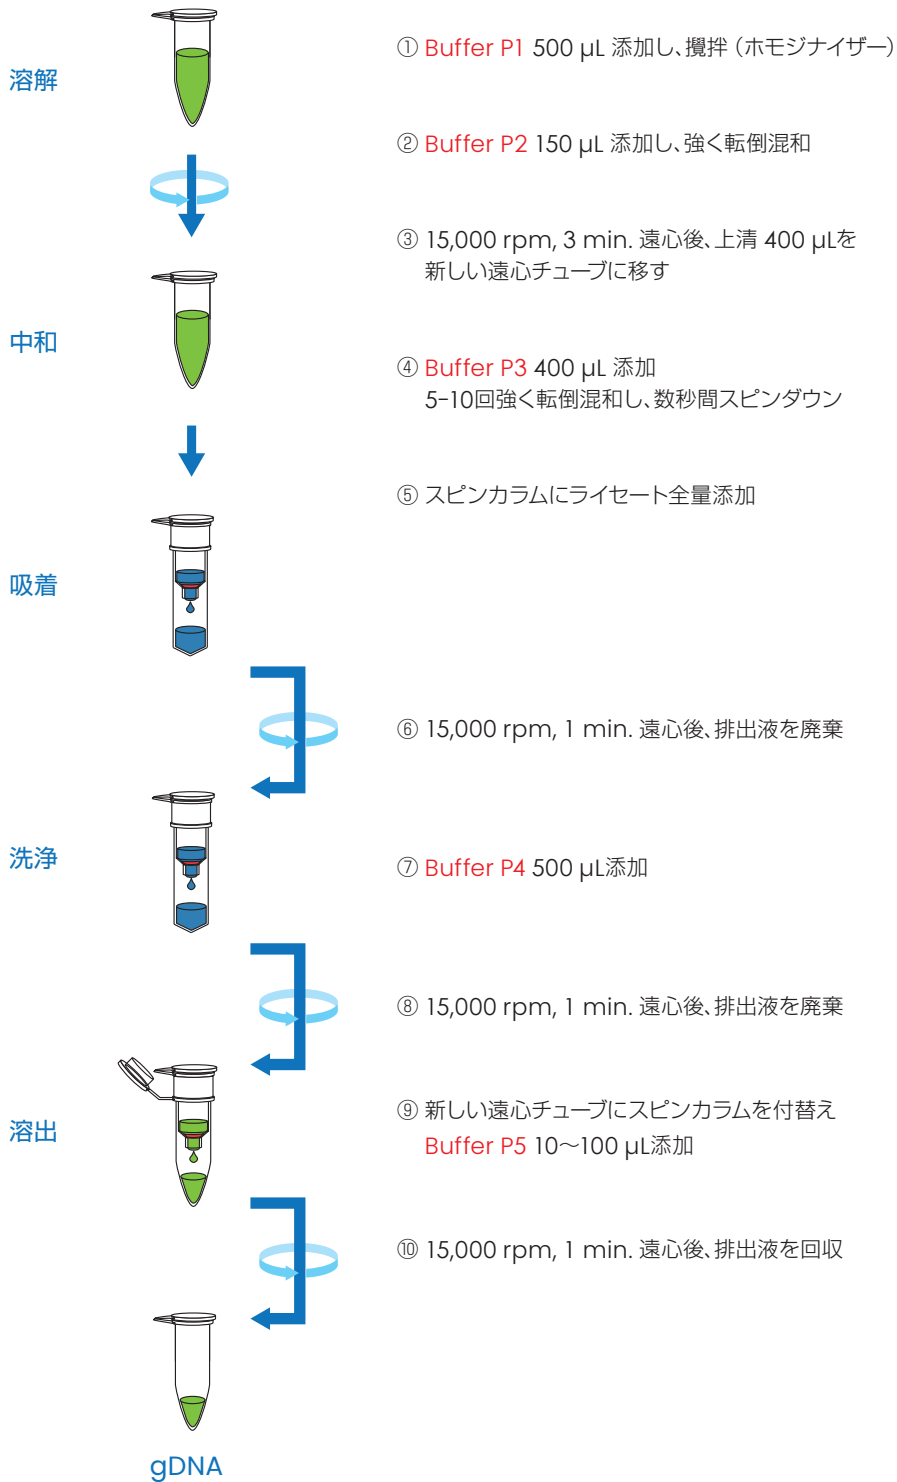 溶解
① Buffer P1 500 μL 添加し、攪拌（ホモジナイザー）
② Buffer P2 150 μL 添加し、強く転倒混和
③ 15,000 rpm, 3 min. 遠心後、上清 400 μLを
新しい遠心チューブに移す
中和
④ Buffer P3 400 μL 添加
5-10回強く転倒混和し、数秒間スピンダウン
⑤ スピンカラムにライセート全量添加
吸着
⑥ 15,000 rpm, 1 min. 遠心後、排出液を廃棄
洗浄
⑦ Buffer P4 500 μL添加
⑧ 15,000 rpm, 1 min. 遠心後、排出液を廃棄
溶出
⑨ 新しい遠心チューブにスピンカラムを付替え
Buffer P5 10～100 μL添加
⑩ 15,000 rpm, 1 min. 遠心後、排出液を回収
gDNA